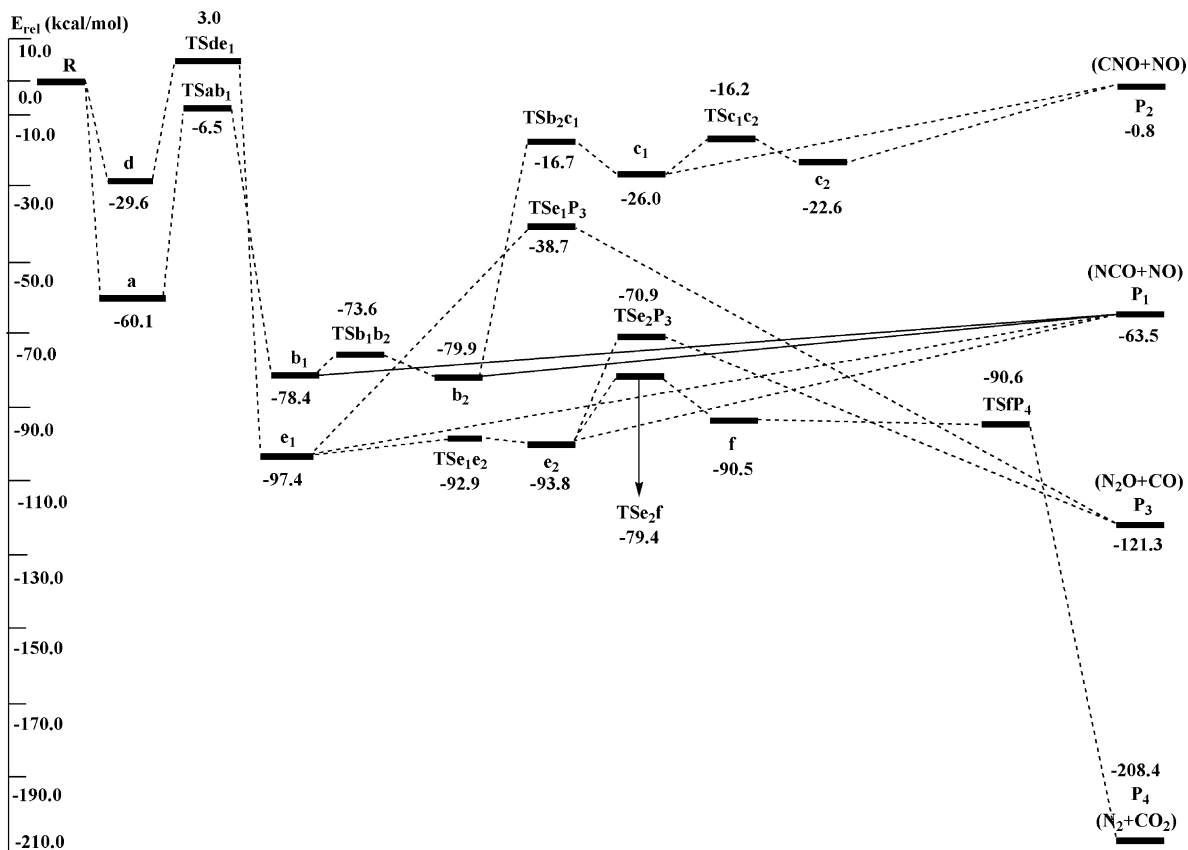 E_rel (kcal/mol)
10.0
0.0
-10.0
-30.0
-50.0
-70.0
-90.0
-110.0
-130.0
-150.0
-170.0
-190.0
-210.0
R
3.0
TSde₁
TSab₁
-6.5
d
-29.6
a
-60.1
TSb₂c₁
-16.7
c₁
-26.0
-16.2
TSc₁c₂
c₂
-22.6
(CNO+NO)
P₂
-0.8
TSe₁P₃
-38.7
-70.9
TSe₂P₃
(NCO+NO)
P₁
-63.5
b₁
-78.4
-73.6
TSb₁b₂
-79.9
b₂
e₁
-97.4
TSe₁e₂
-92.9
e₂
-93.8
TSe₂f
-79.4
f
-90.5
-90.6
TSfP₄
(N₂O+CO)
P₃
-121.3
-208.4
P₄
(N₂+CO₂)